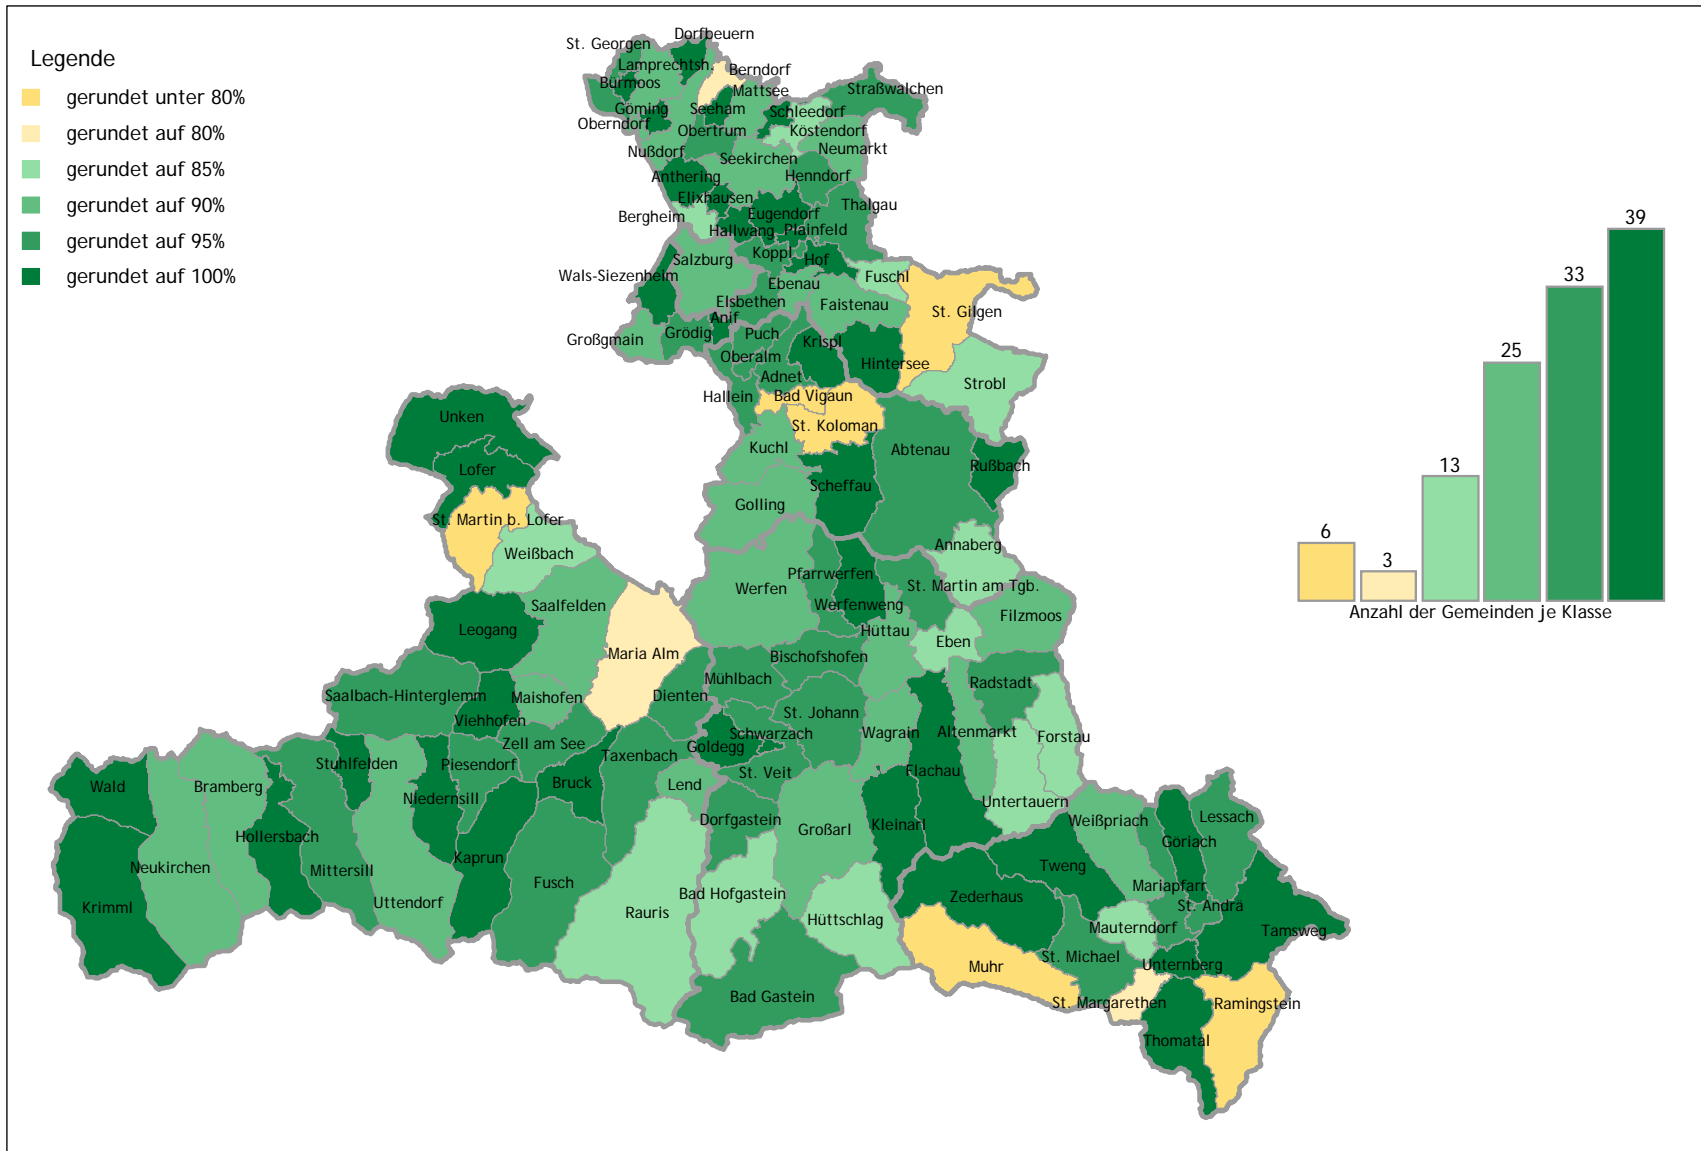 Legende
gerundet unter 80%
gerundet auf 80%
gerundet auf 85%
gerundet auf 90%
gerundet auf 95%
gerundet auf 100%
Dorfbeuern
St. Georgen
Lamprechtsh.
Berndorf
Bürmoos
Mattsee
Straßwalchen
Göming
Seeham
Schleedorf
Oberndorf
Obertrum
Köstendorf
Nußdorf
Seekirchen
Neumarkt
Anthering
Henndorf
Elixhausen
Thalgau
Bergheim
Eugendorf
Hallwang
Plainfeld
Koppl
Hof
Salzburg
Wals-Siezenheim
Fuschl
Ebenau
Elsbethen
Faistenau
St. Gilgen
Anif
Großgmain
Grödig
Puch
Krispl
Oberalm
Hintersee
Adnet
Strobl
Hallein
Bad Vigaun
St. Koloman
Unken
Kuchl
Abtenau
Lofer
Rußbach
Scheffau
Golling
St. Martin b. Lofer
Weißbach
Annaberg
Pfarrwerfen
Werfen
St. Martin am Tgb.
Saalfelden
Werfenweng
Filzmoos
Leogang
Hüttau
Eben
Maria Alm
Bischofshofen
Mühlbach
Radstadt
Saalbach-Hinterglemm
Maishofen
Dienten
Viehhofen
St. Johann
Schwarzach
Wagrain
Altenmarkt
Forstau
Zell am See
Goldegg
Taxenbach
Stuhlfelden
Piesendorf
St. Veit
Flachau
Wald
Bramberg
Bruck
Lend
Niedernsill
Untertauern
Dorfgastein
Großarl
Kleinarl
Weißpriach
Lessach
Hollersbach
Göriach
Neukirchen
Mittersill
Kaprun
Tweng
Fusch
Mariapfarr
Bad Hofgastein
Zederhaus
Krimml
Uttendorf
Rauris
Hüttschlag
St. Andrä
Mauterndorf
Tamsweg
St. Michael
Muhr
Unternberg
Bad Gastein
St. Margarethen
Ramingstein
Thomatal
6
3
13
25
33
39
Anzahl der Gemeinden je Klasse